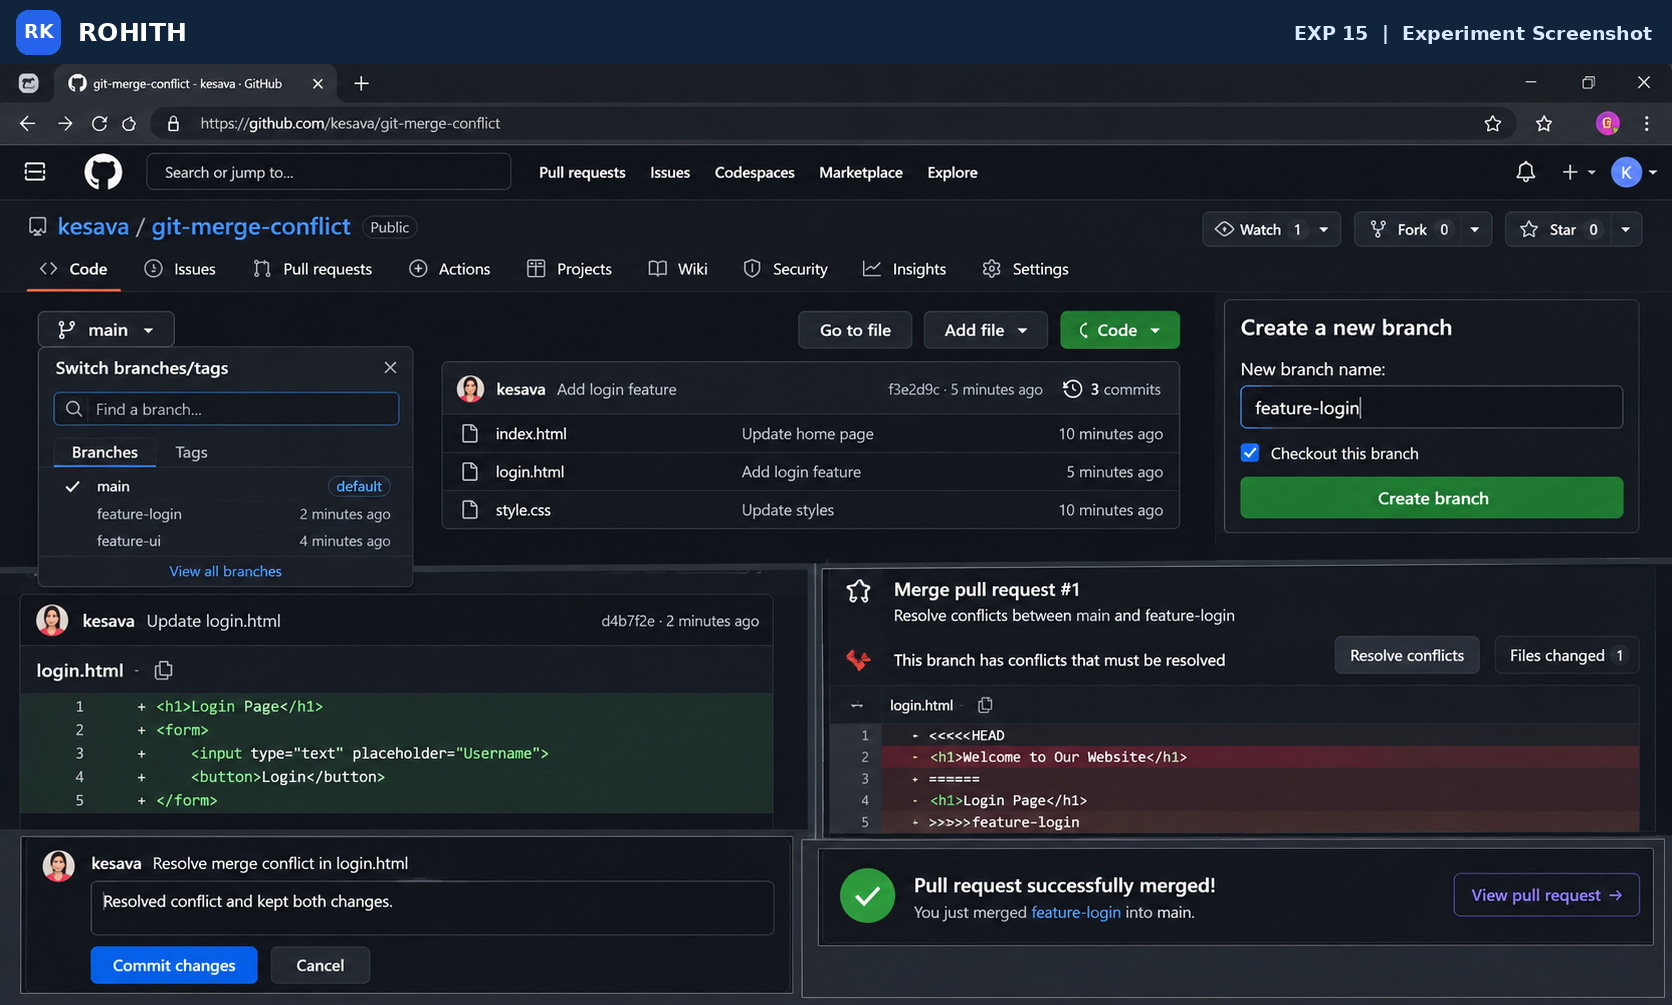 RK ROHITH
EXP 15 | Experiment Screenshot
git-merge-conflict - kesava · GitHub
https://github.com/kesava/git-merge-conflict
G
Search or jump to...
Pull requests Issues Codespaces Marketplace Explore
K
kesava / git-merge-conflict Public
Watch 1 Fork 0 Star 0
Code Issues Pull requests Actions Projects Wiki Security Insights Settings
main
Switch branches/tags
Find a branch...
Branches Tags
main default
feature-login 2 minutes ago
feature-ui 4 minutes ago
View all branches
Go to file Add file Code
kesava Add login feature f3e2d9c · 5 minutes ago 3 commits
index.html Update home page 10 minutes ago
login.html Add login feature 5 minutes ago
style.css Update styles 10 minutes ago
Create a new branch
New branch name:
feature-login
Checkout this branch
Create branch
kesava Update login.html d4b7f2e · 2 minutes ago
login.html -
1 + <h1>Login Page</h1>
2 + <form>
3 + <input type="text" placeholder="Username">
4 + <button>Login</button>
5 + </form>
Merge pull request #1
Resolve conflicts between main and feature-login
This branch has conflicts that must be resolved
Resolve conflicts Files changed 1
login.html
1 - <<<<<HEAD
2 - <h1>Welcome to Our Website</h1>
3 - ======
4 - <h1>Login Page</h1>
5 - >>>>>feature-login
kesava Resolve merge conflict in login.html
Resolved conflict and kept both changes.
Commit changes Cancel
Pull request successfully merged!
You just merged feature-login into main.
View pull request →